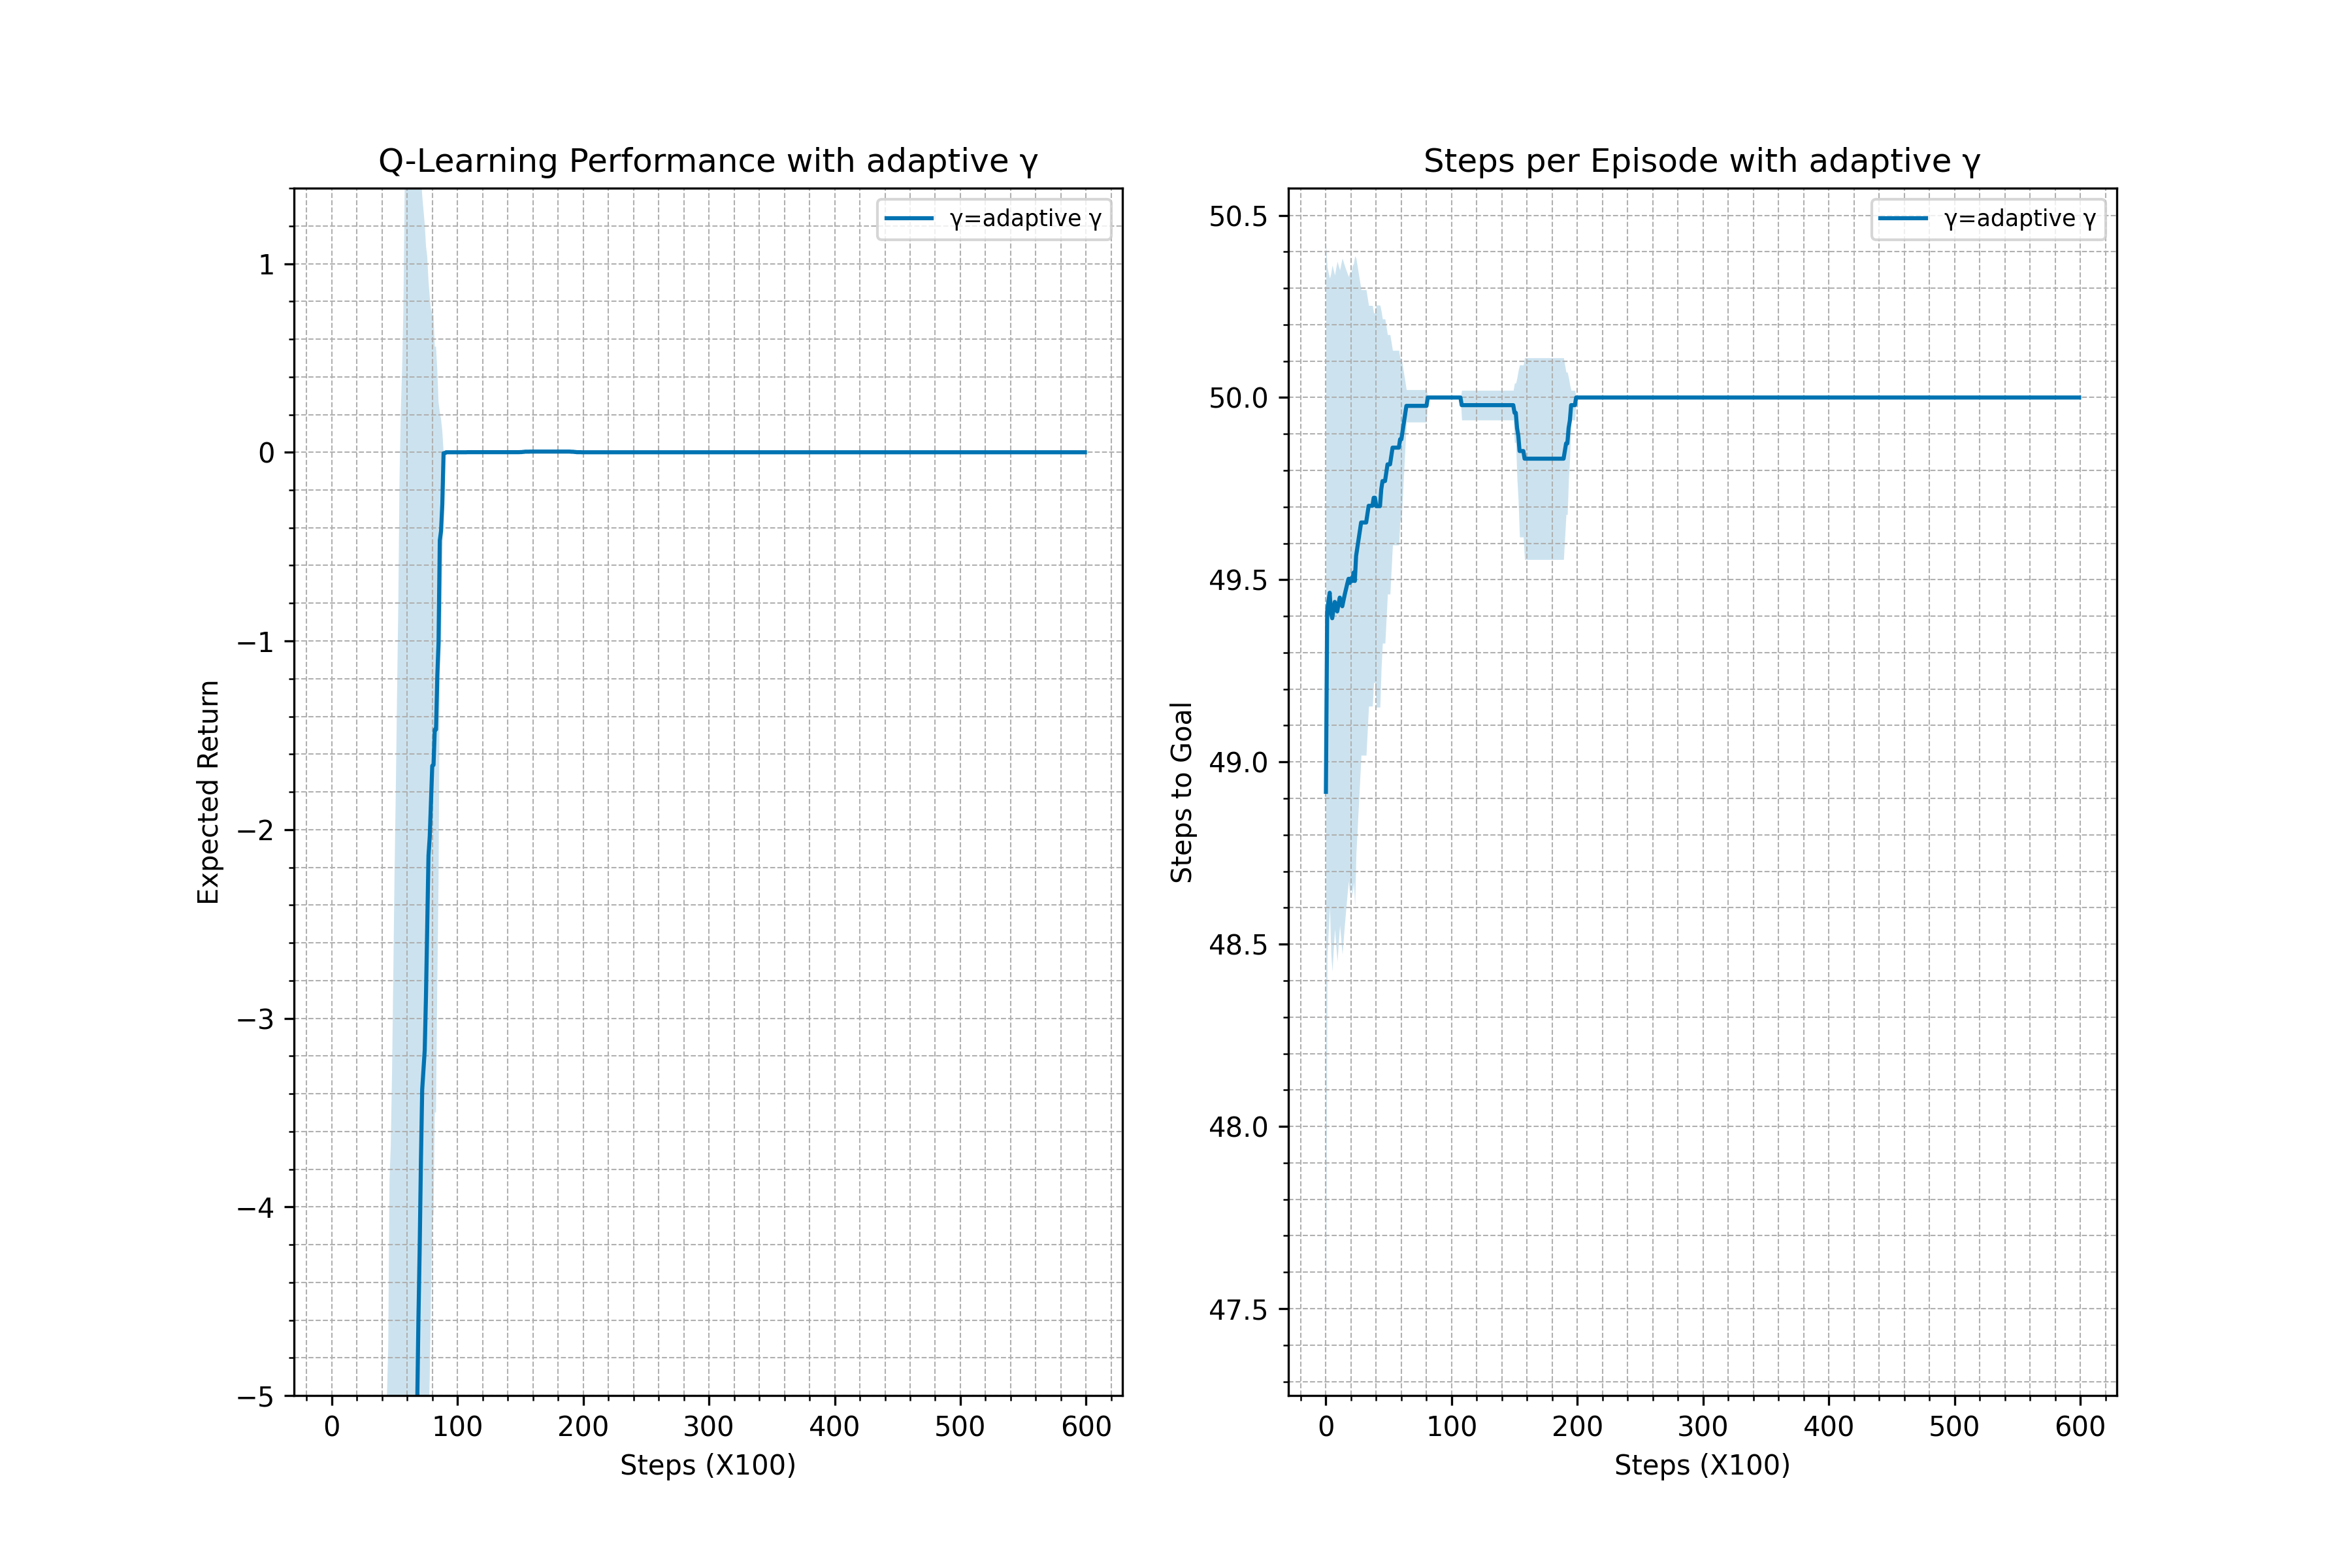 Q-Learning Performance with adaptive γ
γ=adaptive γ
1
0
−1
−2
−3
−4
−5
Expected Return
0 100 200 300 400 500 600
Steps (X100)
Steps per Episode with adaptive γ
γ=adaptive γ
50.5
50.0
49.5
49.0
48.5
48.0
47.5
Steps to Goal
0 100 200 300 400 500 600
Steps (X100)